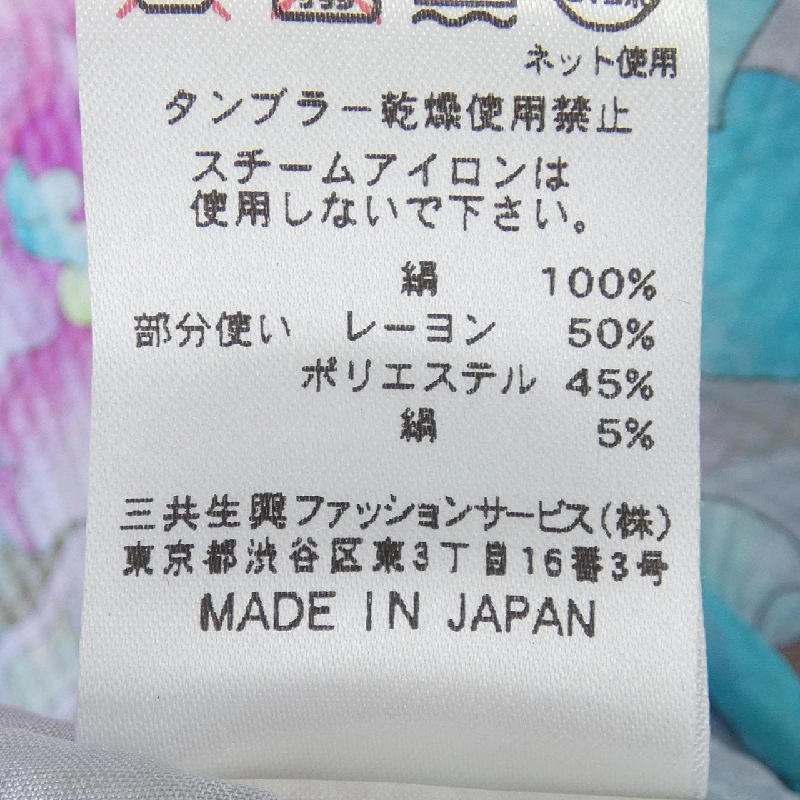 ネット使用
タンブラー乾燥使用禁止
スチームアイロンは
使用しないで下さい。
絹 100%
部分使い レーヨン 50%
ポリエステル 45%
絹 5%
三共生興ファッションサービス(株)
東京都渋谷区東3丁目16番3号
MADE IN JAPAN